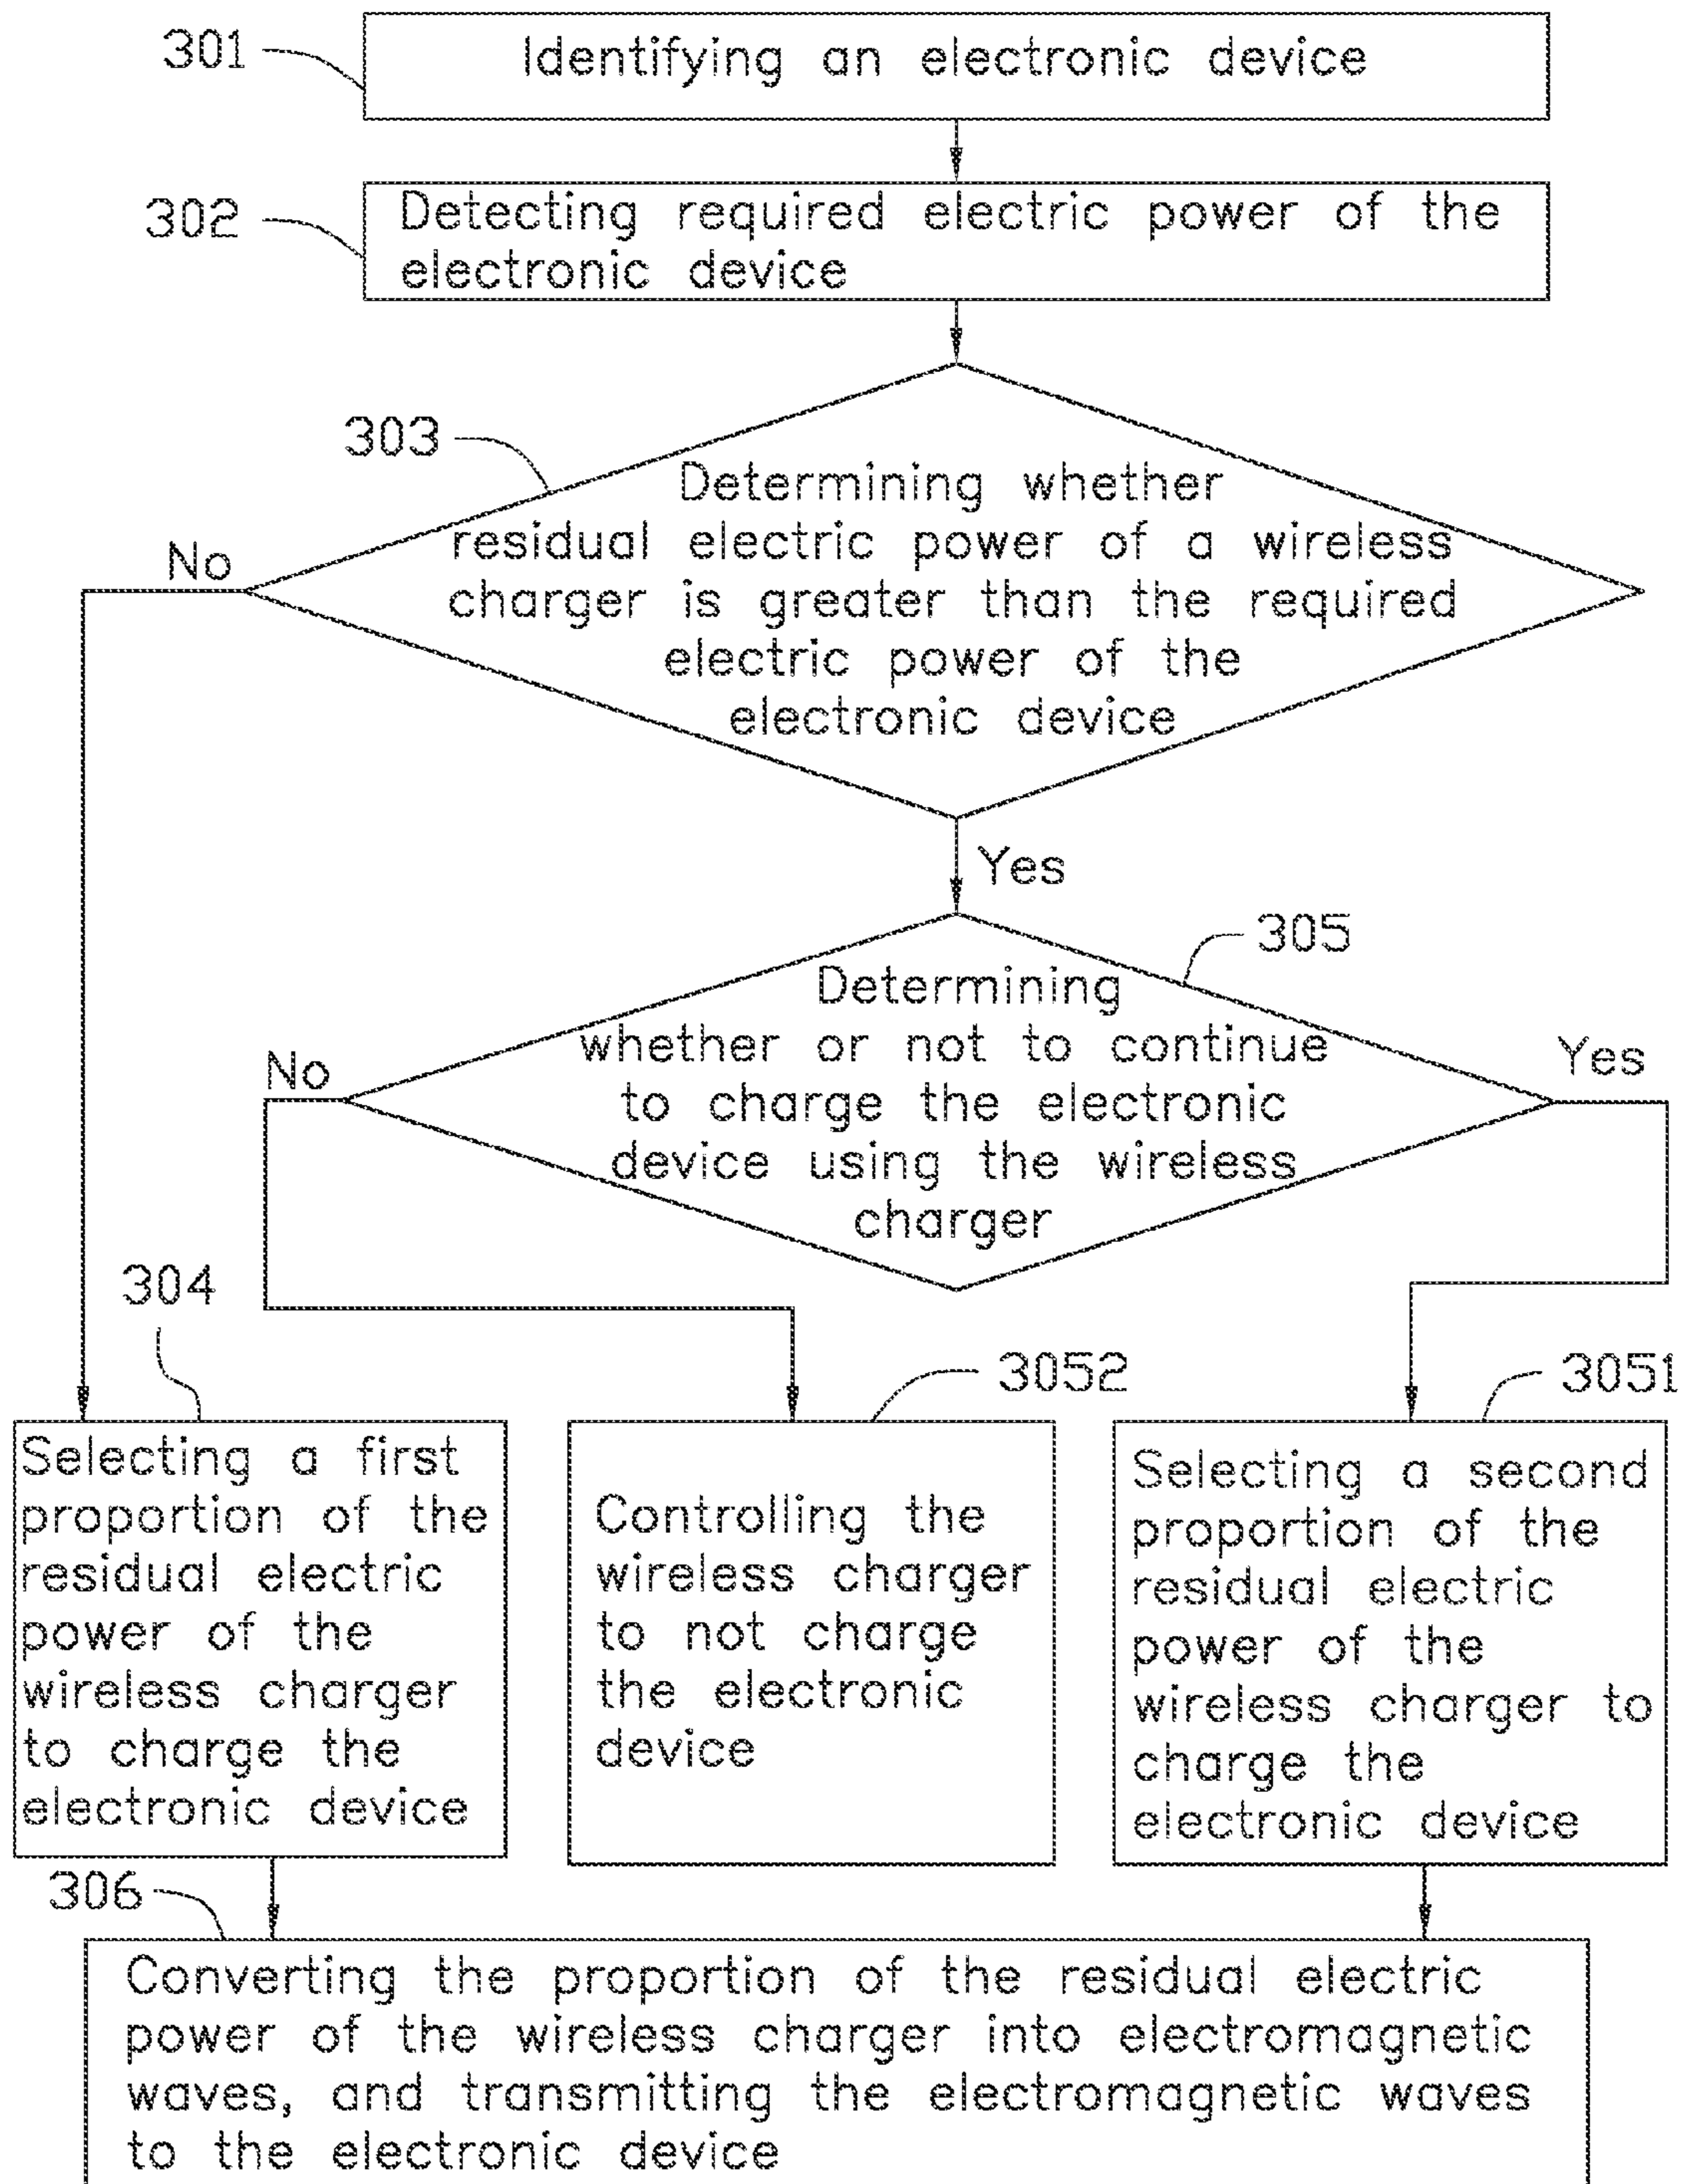 301
Identifying an electronic device
302
Detecting required electric power of the
electronic device
303
Determining whether
residual electric power of a wireless
charger is greater than the required
electric power of the
electronic device
No
Yes
305
Determining
whether or not to continue
to charge the electronic
device using the wireless
charger
No
Yes
304
Selecting a first
proportion of the
residual electric
power of the
wireless charger
to charge the
electronic device
3052
Controlling the
wireless charger
to not charge
the electronic
device
3051
Selecting a second
proportion of the
residual electric
power of the
wireless charger to
charge the
electronic device
306
Converting the proportion of the residual electric
power of the wireless charger into electromagnetic
waves, and transmitting the electromagnetic waves
to the electronic device